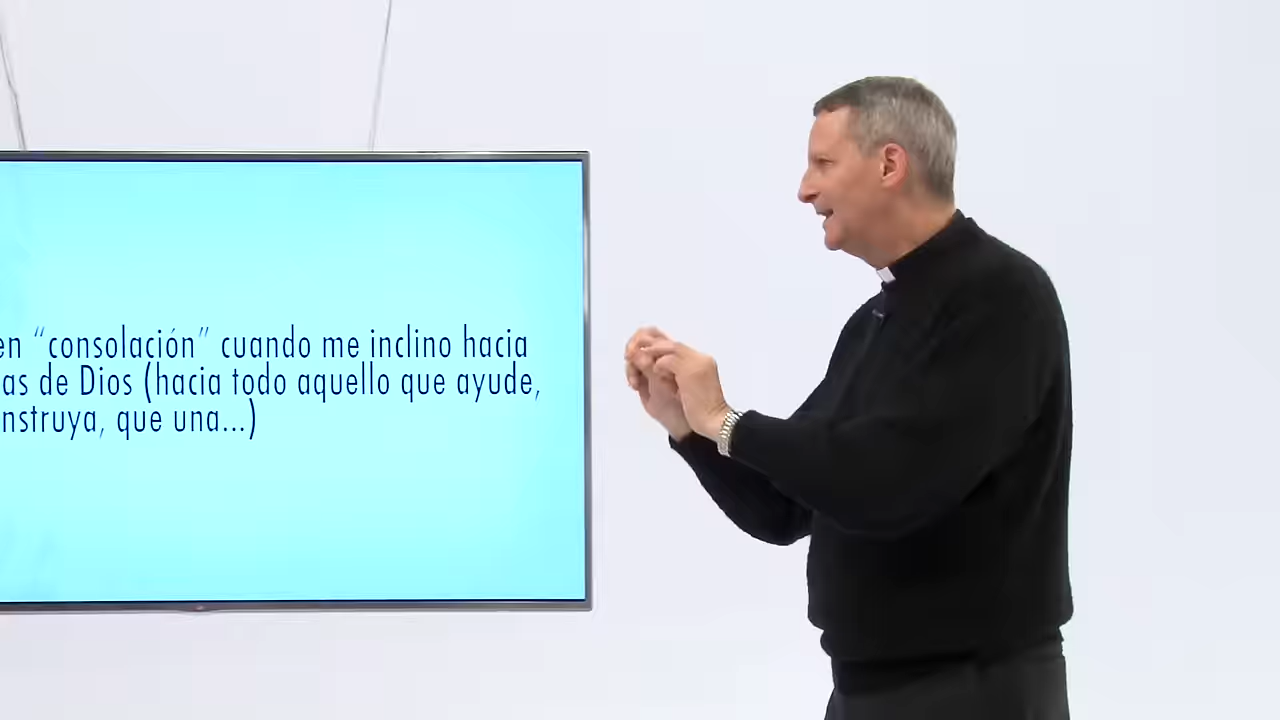 en “consolación” cuando me inclino hacia
as de Dios (hacia todo aquello que ayude,
nstruya, que una...)